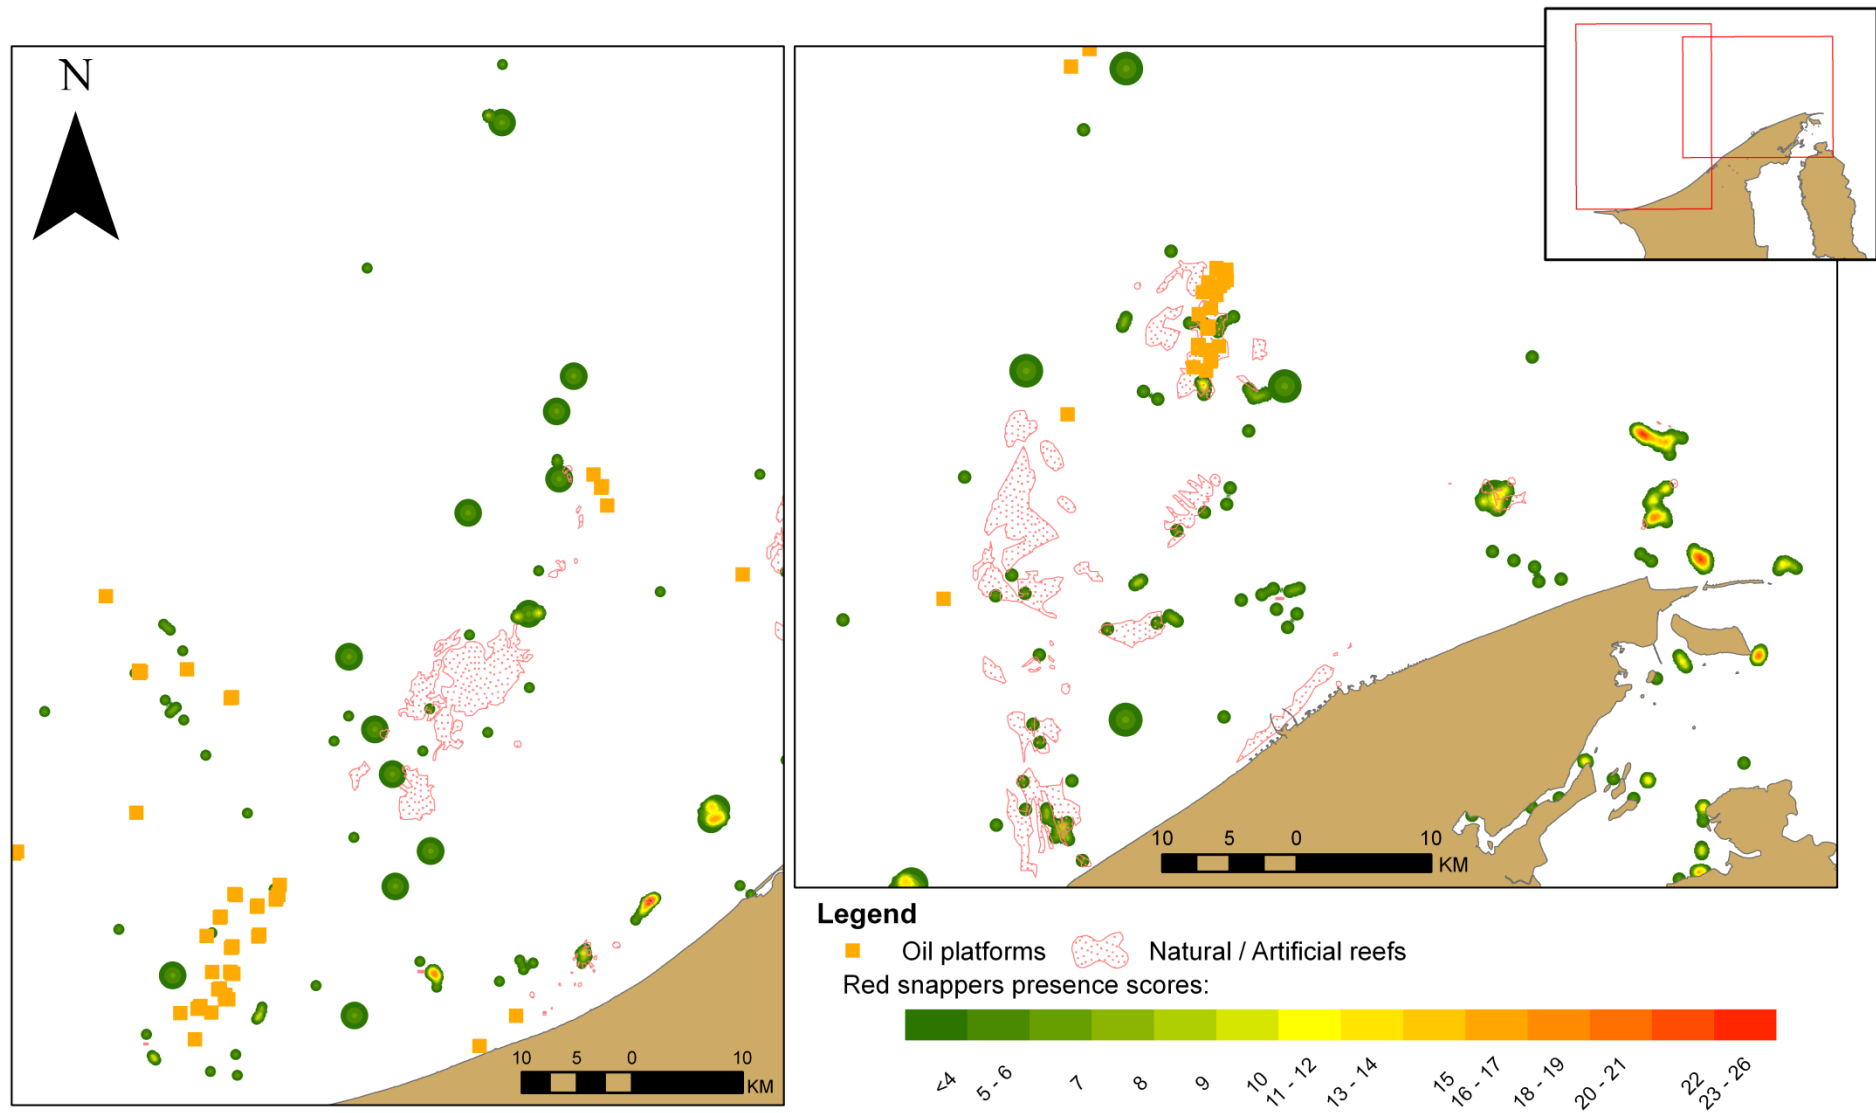 N
10 5 0 10
KM
10 5 0 10
KM
Legend
Oil platforms Natural / Artificial reefs
Red snappers presence scores:
<4 5 - 6 7 8 9 10 11 - 12 13 - 14 15 16 - 17 18 - 19 20 - 21 22 23 - 26